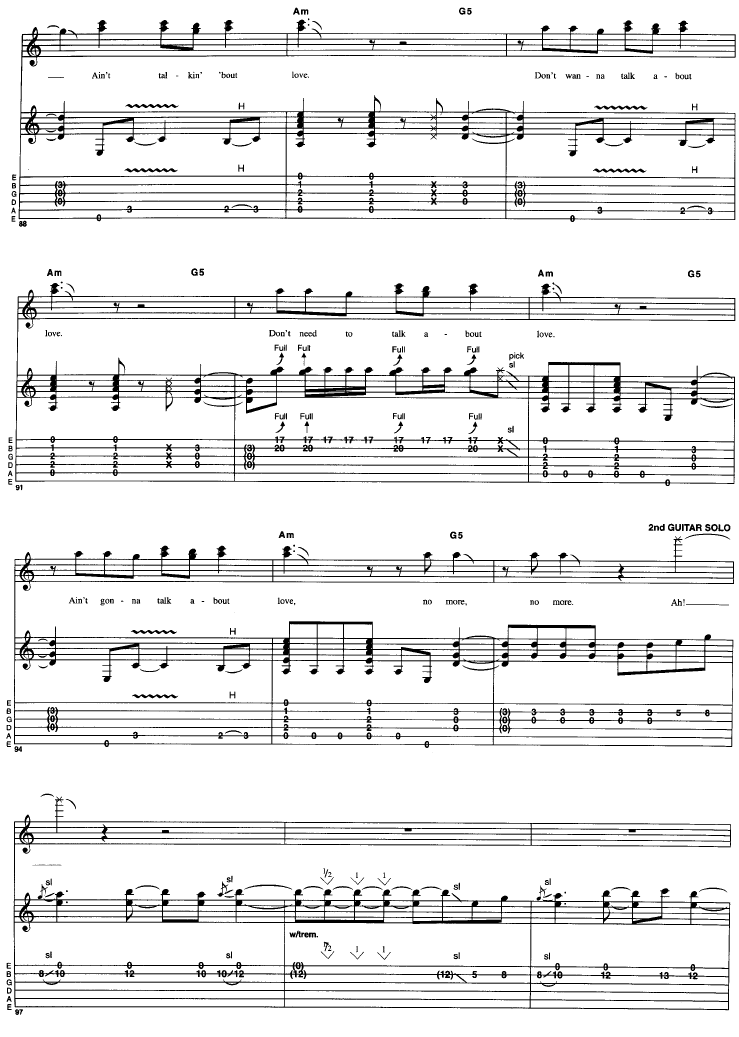 Am G5
Ain't tal - kin' 'bout love. Don't wan - na talk a - bout
H H
H H
E 0 0
B (3) 1 1 X 3 (3)
G (0) 2 2 X 0 (0)
D (0) 2 2 X 0 (0)
A 3 2 3 0 0 3 2 3
E 0 0
88
Am G5 Am G5
love. Don't need to talk a - bout love.
Full Full Full Full pick
sl
Full Full Full sl
E 0 0 17 17 17 17 17 17 17 17 17 X 0 0
B 1 1 X 3 (3) 20 20 20 20 X 1 1 3
G 2 2 X 0 (0) 2 2 0
D 2 2 X 0 (0) 2 2 0
A 0 0 0 0 0 0 0
E 0
91
2nd GUITAR SOLO
Am G5
Ain't gon - na talk a - bout love, no more, no more. Ah!
H
H
E 0 0
B (3) 1 1 3 (3) 3 3 3 3 3 5 8
G (0) 2 2 0 (0) 0 0 0 0 0
D (0) 2 2 0 (0)
A 3 2 3 0 0 0 0 0
E 0 0
94
sl sl 1/2 1 1 sl sl
w/trem.
sl sl 1/2 1 1 sl sl
E 0 0 0 0 (0) 0 0 0 0
B 8 10 12 10 10 12 (12) (12) 5 8 8 10 12 13 12
G
D
A
E
97